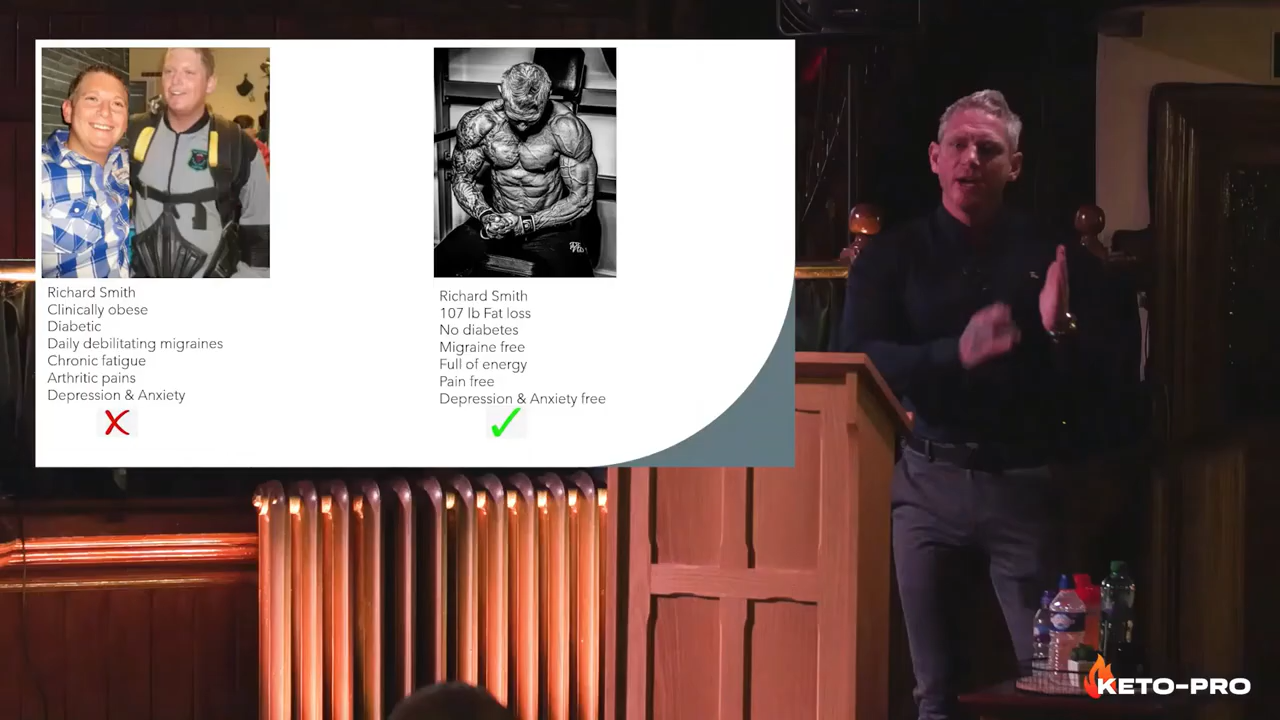 Richard Smith
Clinically obese
Diabetic
Daily debilitating migraines
Chronic fatigue
Arthritic pains
Depression & Anxiety
Richard Smith
107 lb Fat loss
No diabetes
Migraine free
Full of energy
Pain free
Depression & Anxiety free
KETO-PRO